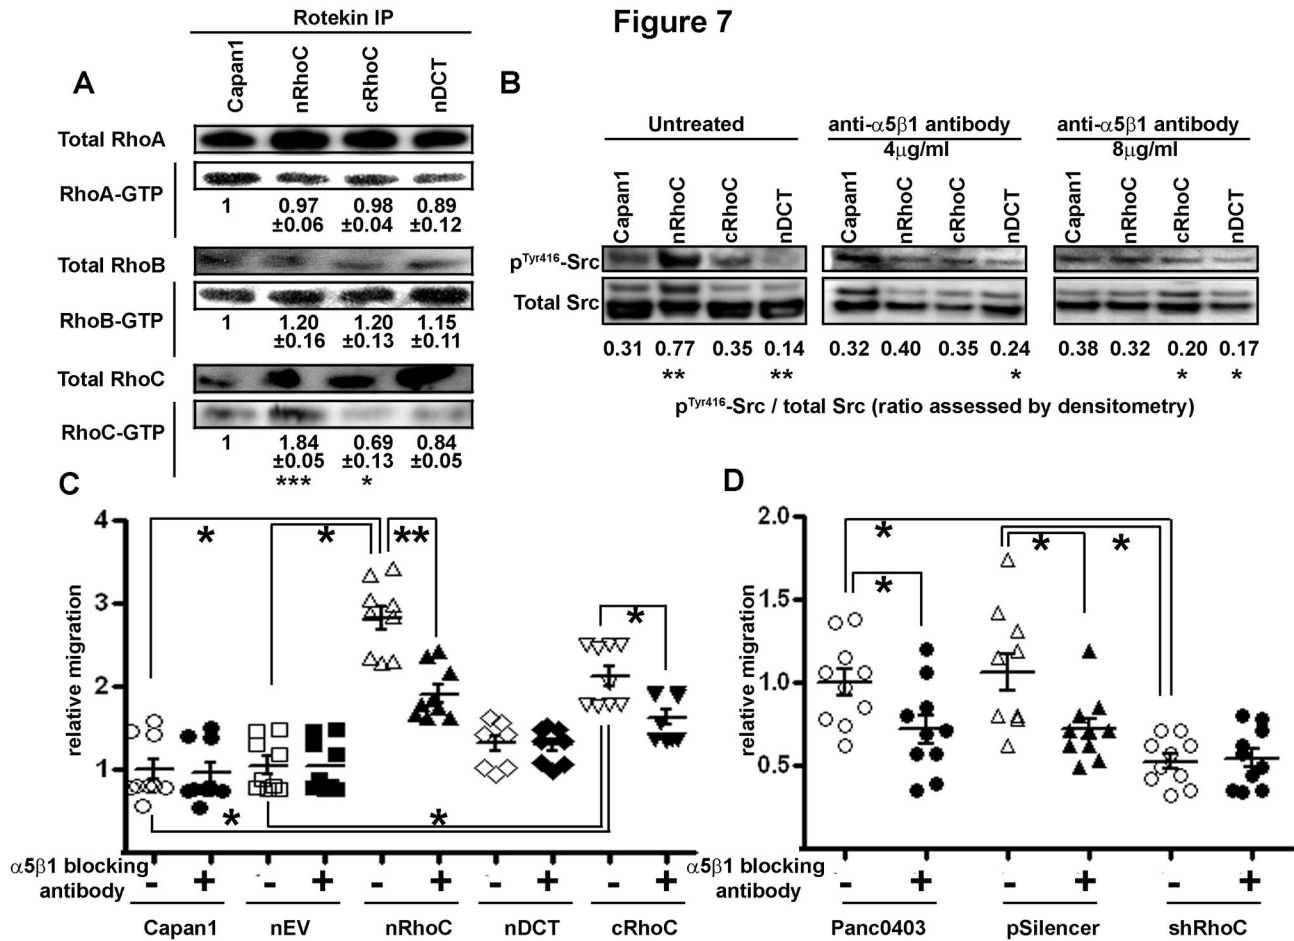 Figure 7
A
Rotekin IP
Capan1 nRhoC cRhoC nDCT
Total RhoA
RhoA-GTP
1 0.97 0.98 0.89
±0.06 ±0.04 ±0.12
Total RhoB
RhoB-GTP
1 1.20 1.20 1.15
±0.16 ±0.13 ±0.11
Total RhoC
RhoC-GTP
1 1.84 0.69 0.84
±0.05 ±0.13 ±0.05
*** *
B
Untreated anti-α5β1 antibody anti-α5β1 antibody
4μg/ml 8μg/ml
Capan1 nRhoC cRhoC nDCT Capan1 nRhoC cRhoC nDCT Capan1 nRhoC cRhoC nDCT
pTyr416-Src
Total Src
0.31 0.77 0.35 0.14 0.32 0.40 0.35 0.24 0.38 0.32 0.20 0.17
** ** * * *
pTyr416-Src / total Src (ratio assessed by densitometry)
C
relative migration
4
3
2
1
* * ** *
* *
α5β1 blocking
antibody
- + - + - + - + - +
Capan1 nEV nRhoC nDCT cRhoC
D
relative migration
2.0
1.5
1.0
0.5
* * *
*
α5β1 blocking
antibody
- + - + - +
Panc0403 pSilencer shRhoC